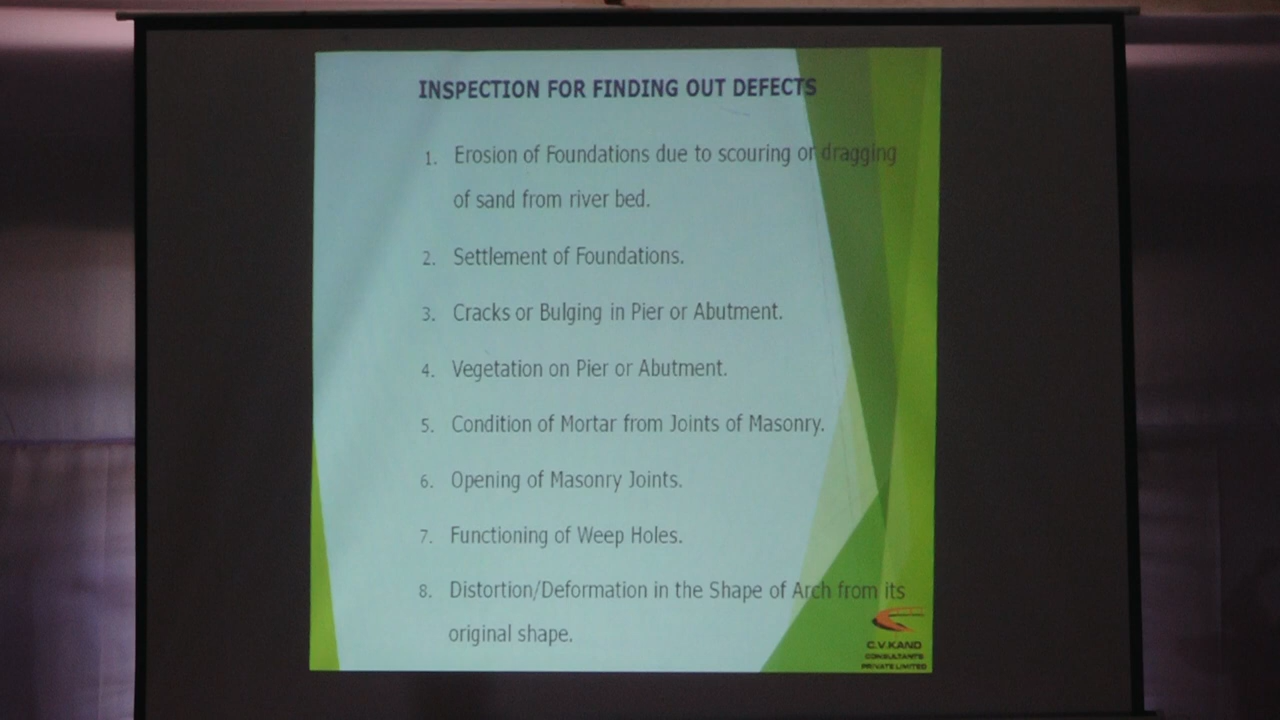 INSPECTION FOR FINDING OUT DEFECTS
1. Erosion of Foundations due to scouring or dragging
of sand from river bed.
2. Settlement of Foundations.
3. Cracks or Bulging in Pier or Abutment.
4. Vegetation on Pier or Abutment.
5. Condition of Mortar from Joints of Masonry.
6. Opening of Masonry Joints.
7. Functioning of Weep Holes.
8. Distortion/Deformation in the Shape of Arch from its
original shape.
C.V.KAND
CONSULTANTS
PRIVATE LIMITED